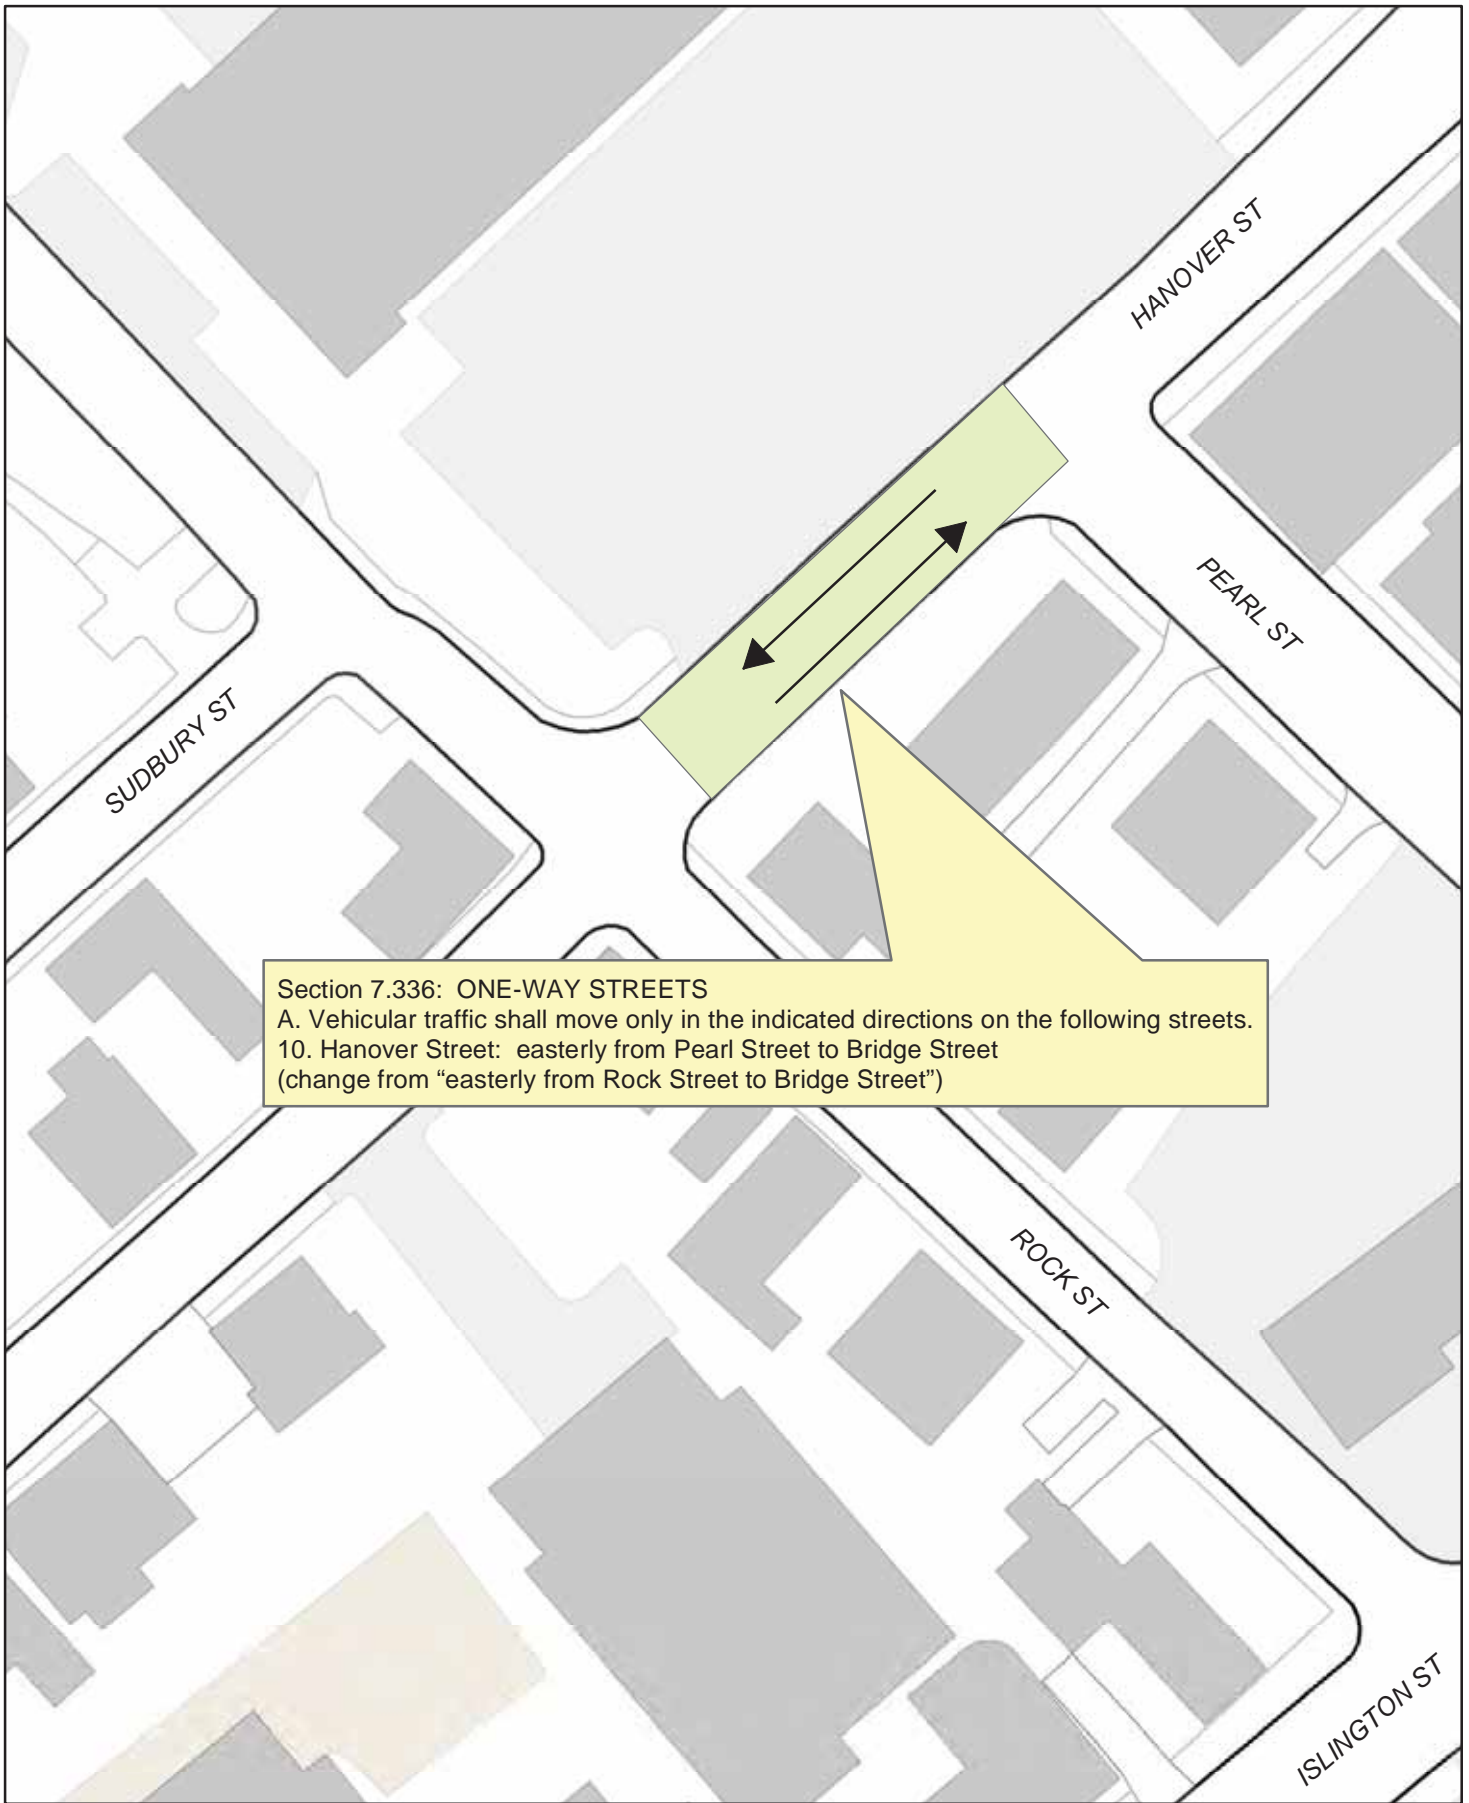 HANOVER ST
PEARL ST
SUDBURY ST
Section 7.336:  ONE-WAY STREETS
A. Vehicular traffic shall move only in the indicated directions on the following streets.
10. Hanover Street:  easterly from Pearl Street to Bridge Street
(change from “easterly from Rock Street to Bridge Street”)
ROCK ST
ISLINGTON ST